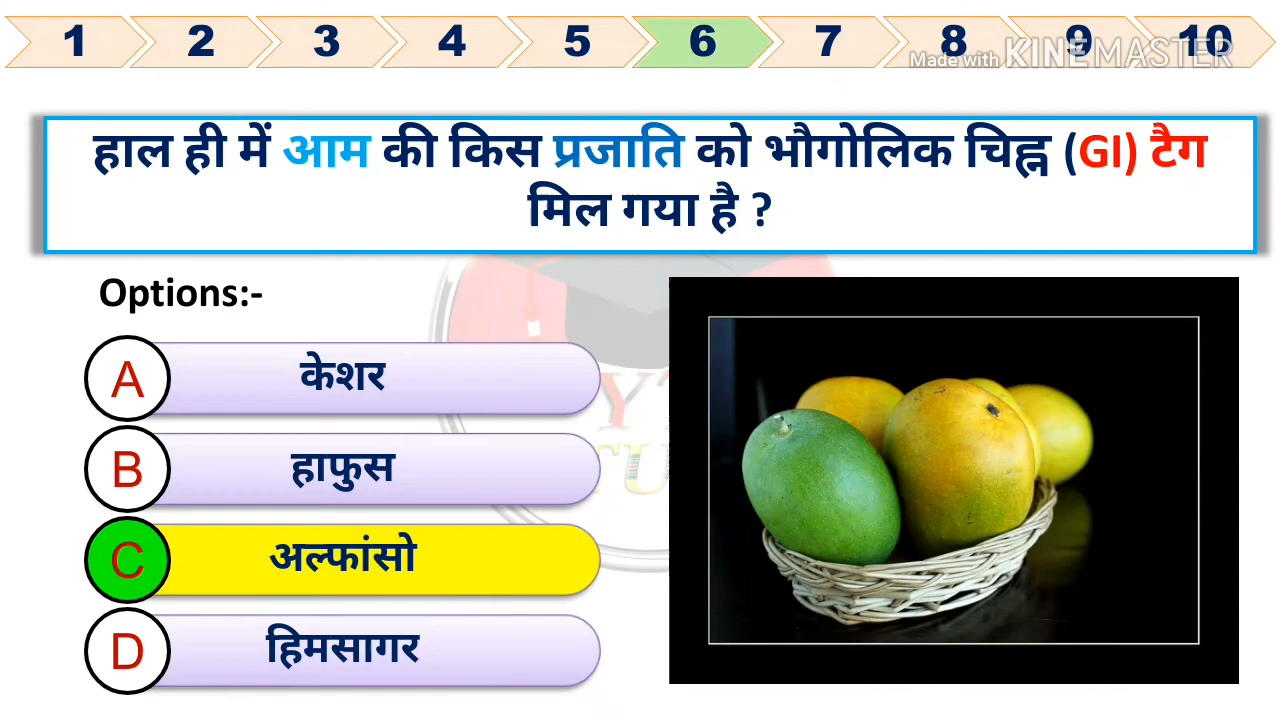 1 2 3 4 5 6 7 8 9 10
Made with KINEMASTER
हाल ही में आम की किस प्रजाति को भौगोलिक चिह्न (GI) टैग
मिल गया है ?
Options:-
A केशर
B हाफुस
C अल्फांसो
D हिमसागर